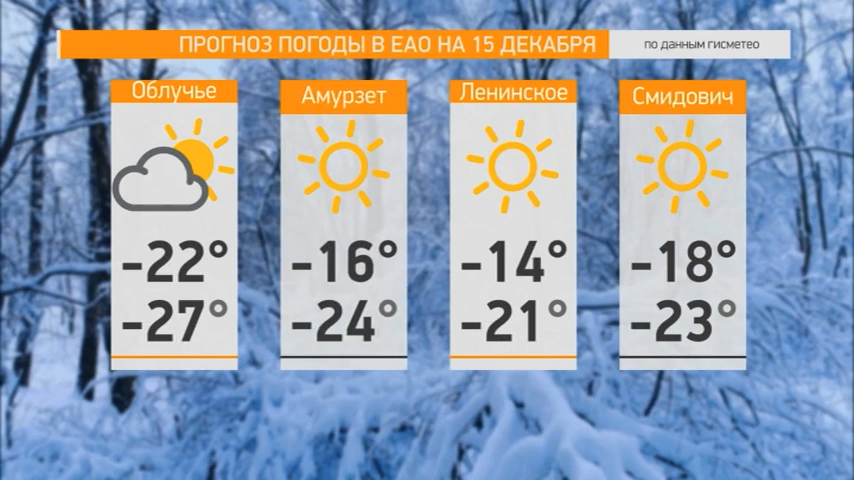 ПРОГНОЗ ПОГОДЫ В ЕАО НА 15 ДЕКАБРЯ
по данным гисметео
Облучье
Амурзет
Ленинское
Смидович
-22°
-16°
-14°
-18°
-27°
-24°
-21°
-23°